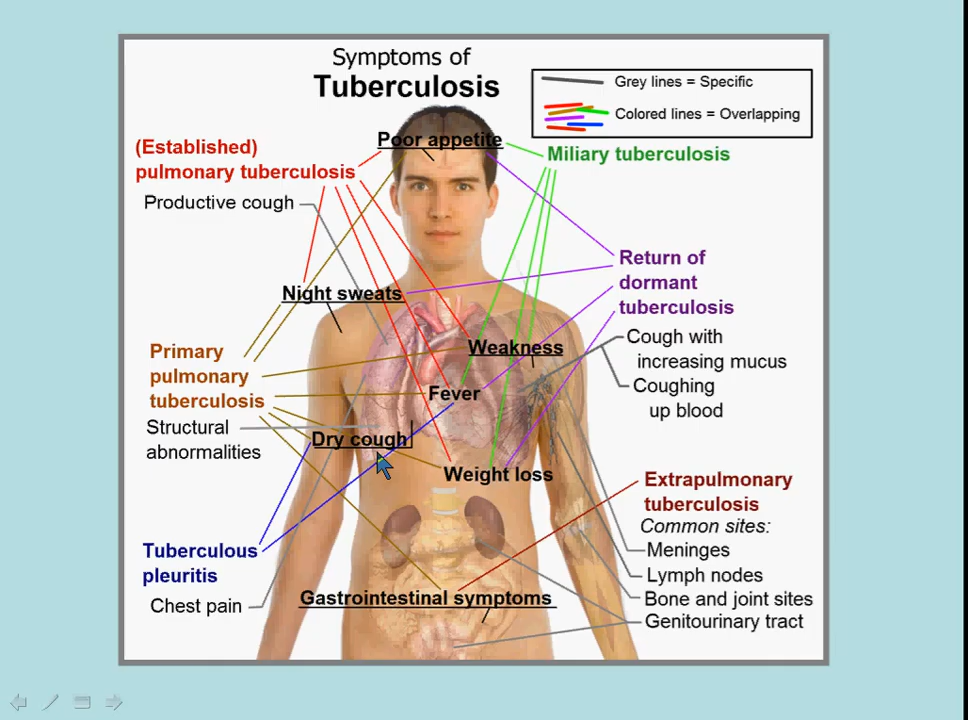 Symptoms of
Tuberculosis
Grey lines = Specific
Colored lines = Overlapping
Poor appetite
(Established)
pulmonary tuberculosis
Productive cough
Miliary tuberculosis
Night sweats
Return of
dormant
tuberculosis
Weakness
Cough with
increasing mucus
Coughing
up blood
Primary
pulmonary
tuberculosis
Structural
abnormalities
Fever
Dry cough
Weight loss
Extrapulmonary
tuberculosis
Common sites:
Meninges
Lymph nodes
Bone and joint sites
Genitourinary tract
Tuberculous
pleuritis
Chest pain
Gastrointestinal symptoms